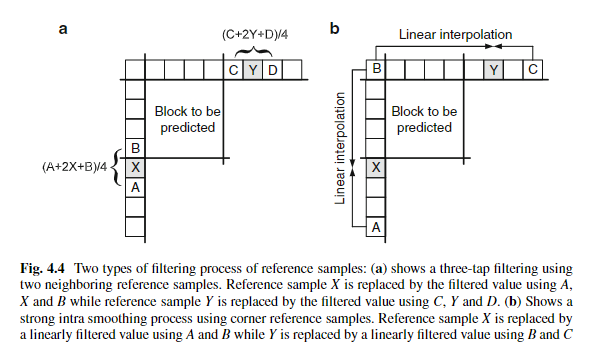 a
(C+2Y+D)/4
C Y D
Block to be
predicted
B
(A+2X+B)/4
X
A
b
Linear interpolation
B Y C
Linear interpolation
Block to be
predicted
X
A
Fig. 4.4 Two types of filtering process of reference samples: (a) shows a three-tap filtering using
two neighboring reference samples. Reference sample X is replaced by the filtered value using A,
X and B while reference sample Y is replaced by the filtered value using C, Y and D. (b) Shows a
strong intra smoothing process using corner reference samples. Reference sample X is replaced by
a linearly filtered value using A and B while Y is replaced by a linearly filtered value using B and C